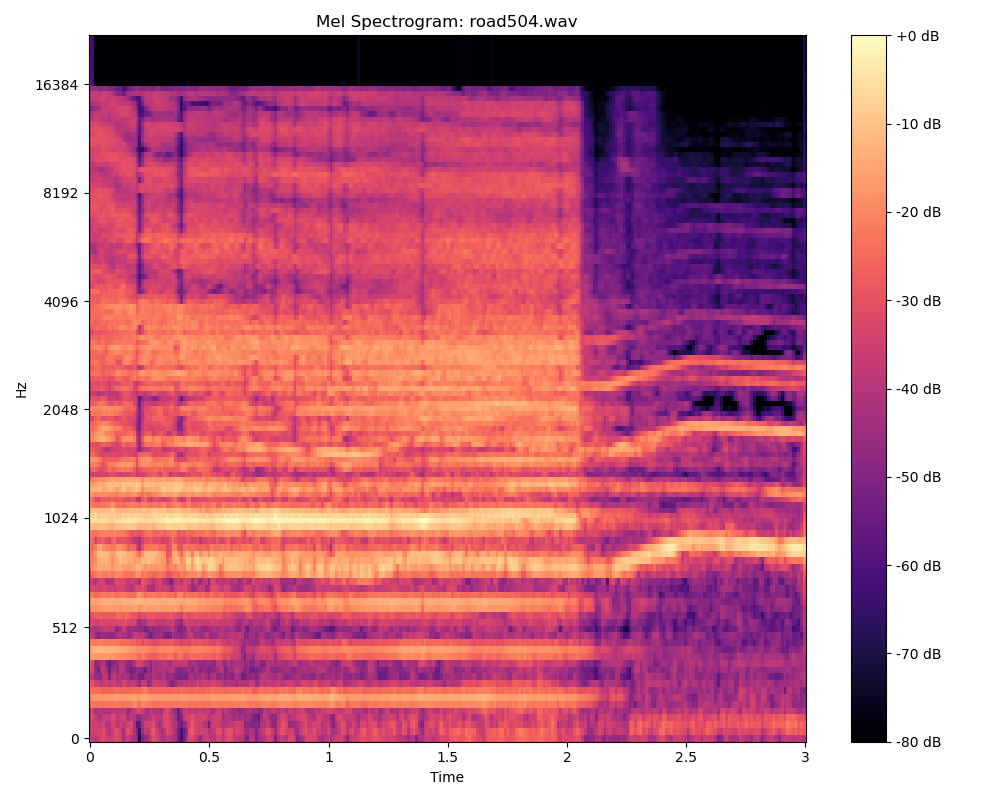 Mel Spectrogram: road504.wav
+0 dB
16384
-10 dB
8192
-20 dB
4096
-30 dB
Hz
2048
-40 dB
-50 dB
1024
-60 dB
512
-70 dB
0
-80 dB
0 0.5 1 1.5 2 2.5 3
Time